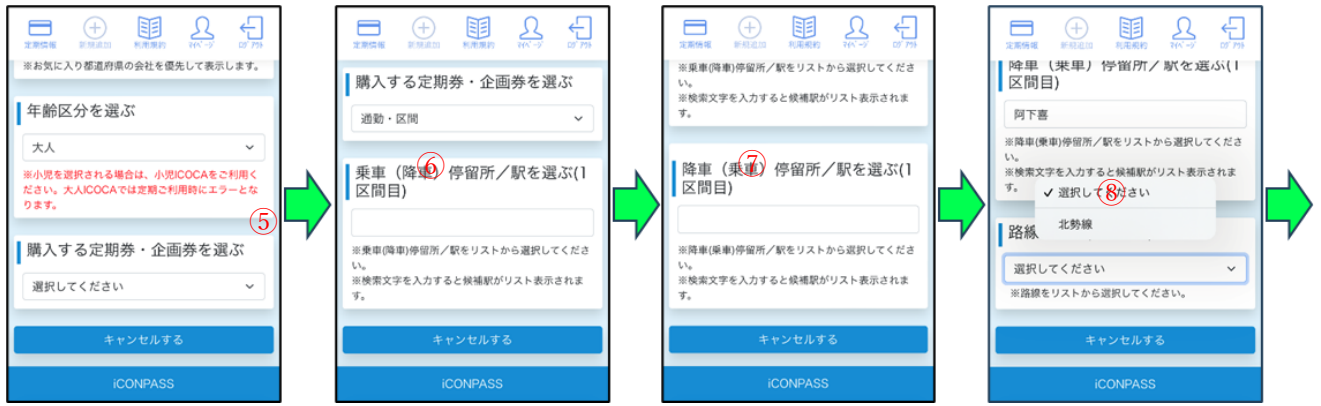 定期情報
新規追加
利用規約
ﾏｲﾍﾟｰｼﾞ
ﾛｸﾞｱｳﾄ
※お気に入り都道府県の会社を優先して表示します。
年齢区分を選ぶ
大人
※小児を選択される場合は、小児ICOCAをご利用く
ださい。大人ICOCAでは定期ご利用時にエラーとな
ります。
⑤
購入する定期券・企画券を選ぶ
選択してください
キャンセルする
iCONPASS
定期情報
新規追加
利用規約
ﾏｲﾍﾟｰｼﾞ
ﾛｸﾞｱｳﾄ
購入する定期券・企画券を選ぶ
通勤・区間
⑥
乗車（降車）停留所／駅を選ぶ(1
区間目)
※乗車(降車)停留所／駅をリストから選択してくださ
い。
※検索文字を入力すると候補駅がリスト表示されま
す。
キャンセルする
iCONPASS
定期情報
新規追加
利用規約
ﾏｲﾍﾟｰｼﾞ
ﾛｸﾞｱｳﾄ
※乗車(降車)停留所／駅をリストから選択してくださ
い。
※検索文字を入力すると候補駅がリスト表示されま
す。
⑦
降車（乗車）停留所／駅を選ぶ(1
区間目)
※降車(乗車)停留所／駅をリストから選択してくださ
い。
※検索文字を入力すると候補駅がリスト表示されま
す。
キャンセルする
iCONPASS
定期情報
新規追加
利用規約
ﾏｲﾍﾟｰｼﾞ
ﾛｸﾞｱｳﾄ
降車（乗車）停留所／駅を選ぶ(1
区間目)
阿下喜
※降車(乗車)停留所／駅をリストから選択してくださ
い。
※検索文字を入力すると候補駅がリスト表示されま
す。
✓ 選択してください
⑧
北勢線
路線
選択してください
※路線をリストから選択してください。
キャンセルする
iCONPASS